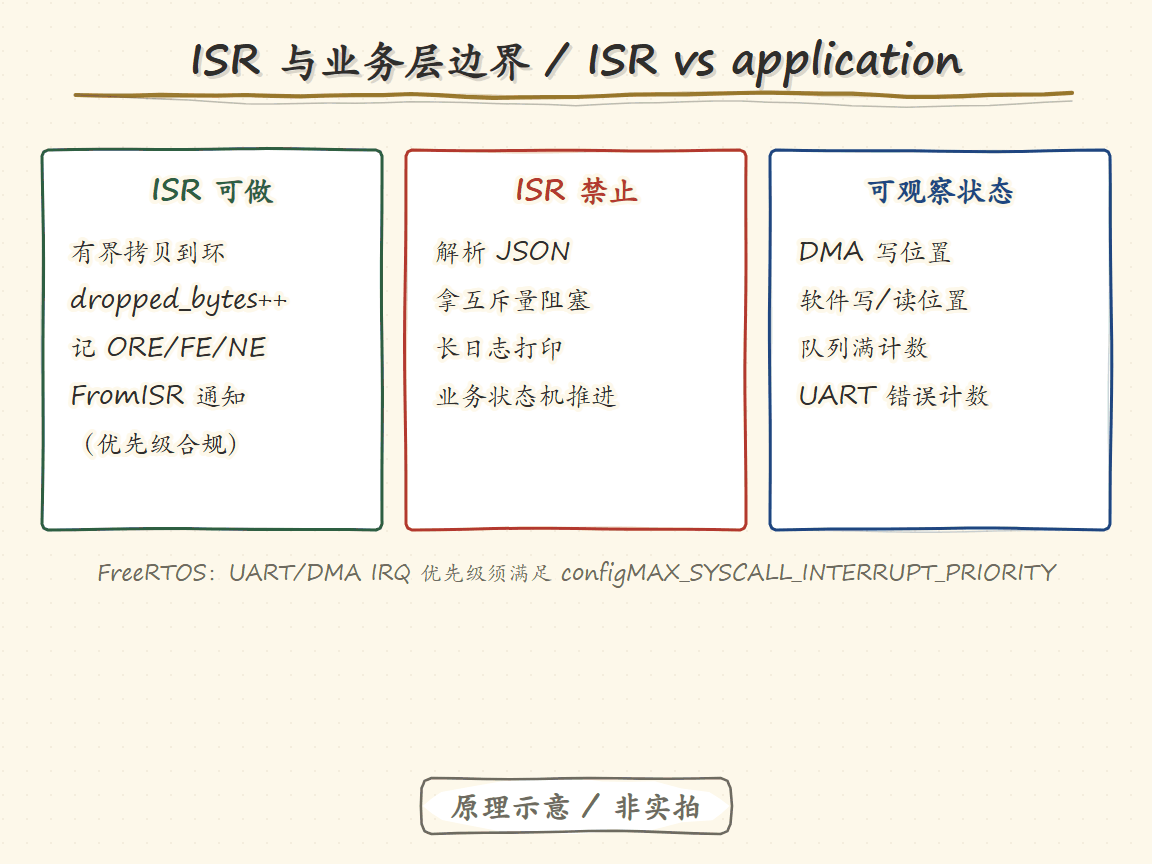 ISR 与业务层边界 / ISR vs application
ISR 可做
有界拷贝到环
dropped_bytes++
记 ORE/FE/NE
FromISR 通知
（优先级合规）
ISR 禁止
解析 JSON
拿互斥量阻塞
长日志打印
业务状态机推进
可观察状态
DMA 写位置
软件写/读位置
队列满计数
UART 错误计数
FreeRTOS：UART/DMA IRQ 优先级须满足 configMAX_SYSCALL_INTERRUPT_PRIORITY
原理示意 / 非实拍